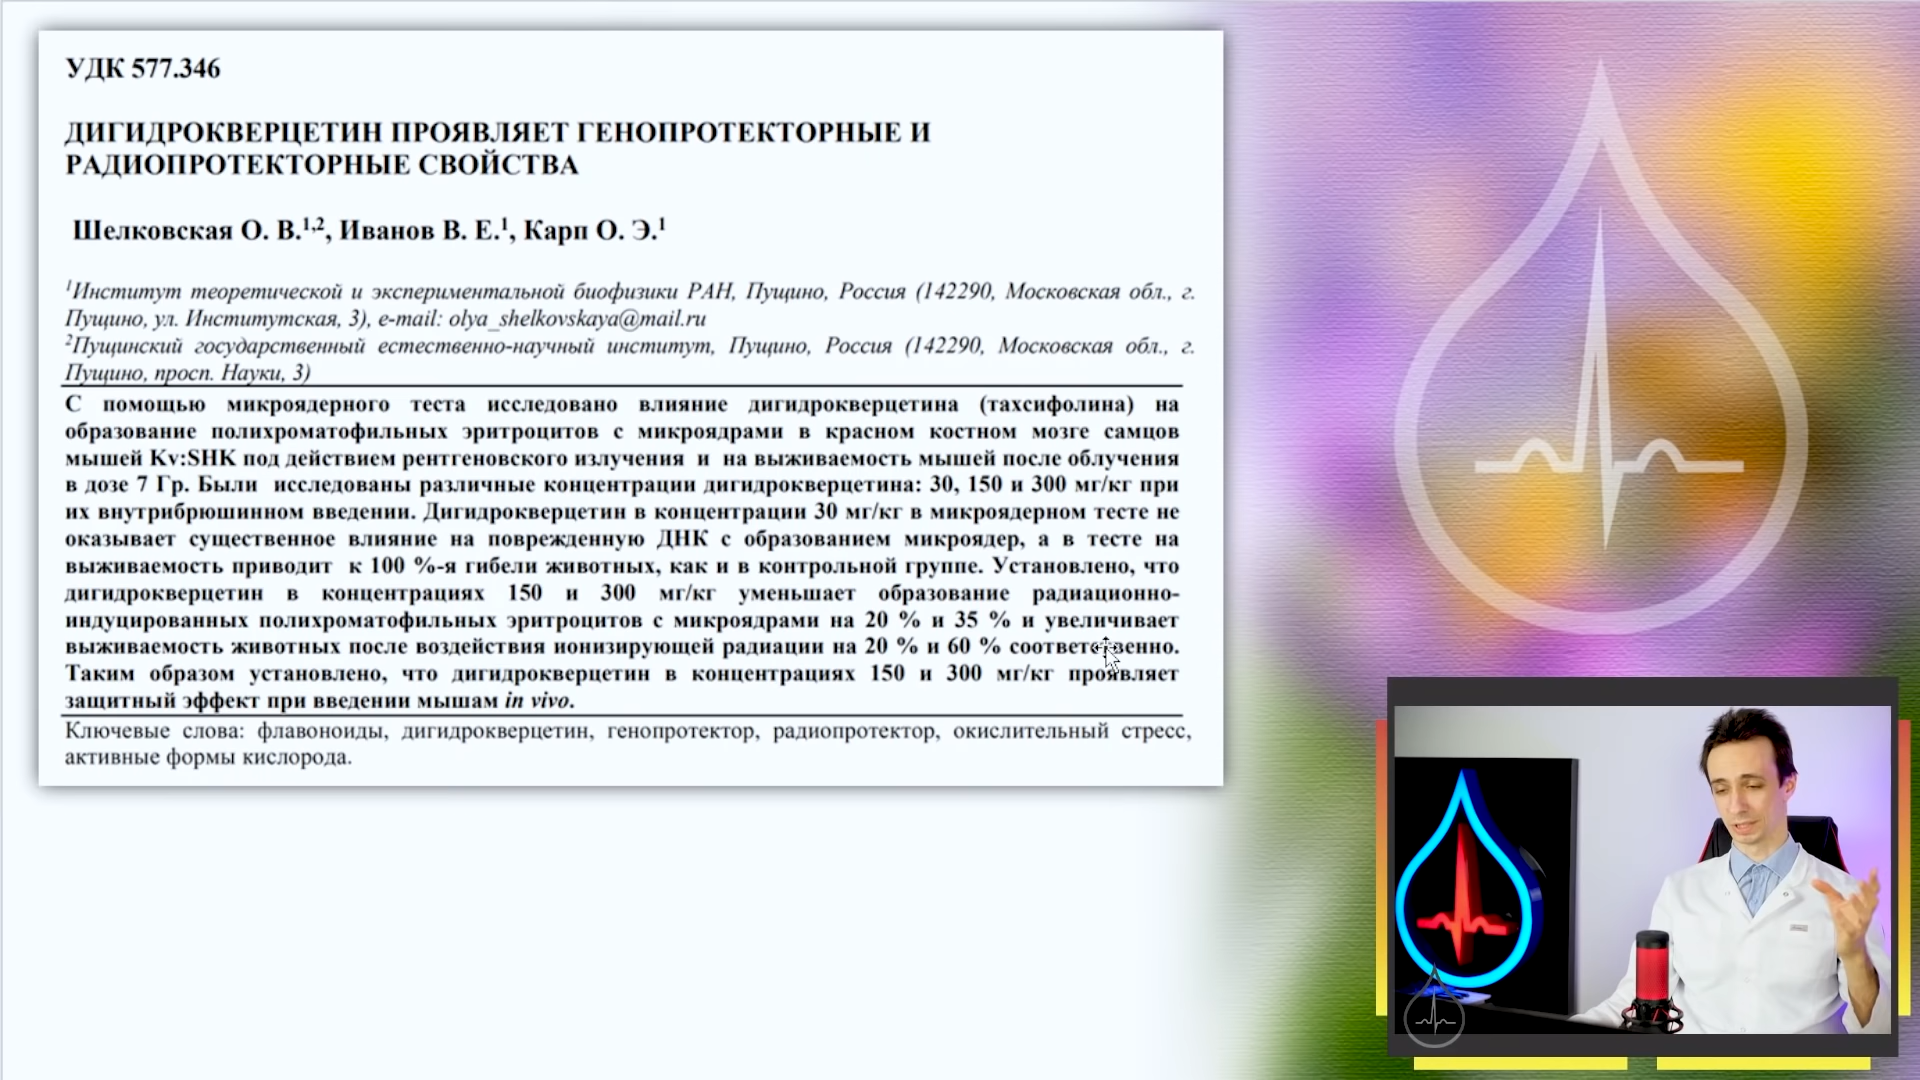 УДК 577.346
ДИГИДРОКВЕРЦЕТИН ПРОЯВЛЯЕТ ГЕНОПРОТЕКТОРНЫЕ И
РАДИОПРОТЕКТОРНЫЕ СВОЙСТВА
Шелковская О. В.1,2, Иванов В. Е.1, Карп О. Э.1
1Институт теоретической и экспериментальной биофизики РАН, Пущино, Россия (142290, Московская обл., г.
Пущино, ул. Институтская, 3), e-mail: olya_shelkovskaya@mail.ru
2Пущинский государственный естественно-научный институт, Пущино, Россия (142290, Московская обл., г.
Пущино, просп. Науки, 3)
С помощью микроядерного теста исследовано влияние дигидрокверцетина (тахсифолина) на
образование полихроматофильных эритроцитов с микроядрами в красном костном мозге самцов
мышей Kv:SHK под действием рентгеновского излучения и на выживаемость мышей после облучения
в дозе 7 Гр. Были исследованы различные концентрации дигидрокверцетина: 30, 150 и 300 мг/кг при
их внутрибрюшинном введении. Дигидрокверцетин в концентрации 30 мг/кг в микроядерном тесте не
оказывает существенное влияние на поврежденную ДНК с образованием микроядер, а в тесте на
выживаемость приводит к 100 %-я гибели животных, как и в контрольной группе. Установлено, что
дигидрокверцетин в концентрациях 150 и 300 мг/кг уменьшает образование радиационно-
индуцированных полихроматофильных эритроцитов с микроядрами на 20 % и 35 % и увеличивает
выживаемость животных после воздействия ионизирующей радиации на 20 % и 60 % соответственно.
Таким образом установлено, что дигидрокверцетин в концентрациях 150 и 300 мг/кг проявляет
защитный эффект при введении мышам in vivo.
Ключевые слова: флавоноиды, дигидрокверцетин, генопротектор, радиопротектор, окислительный стресс,
активные формы кислорода.